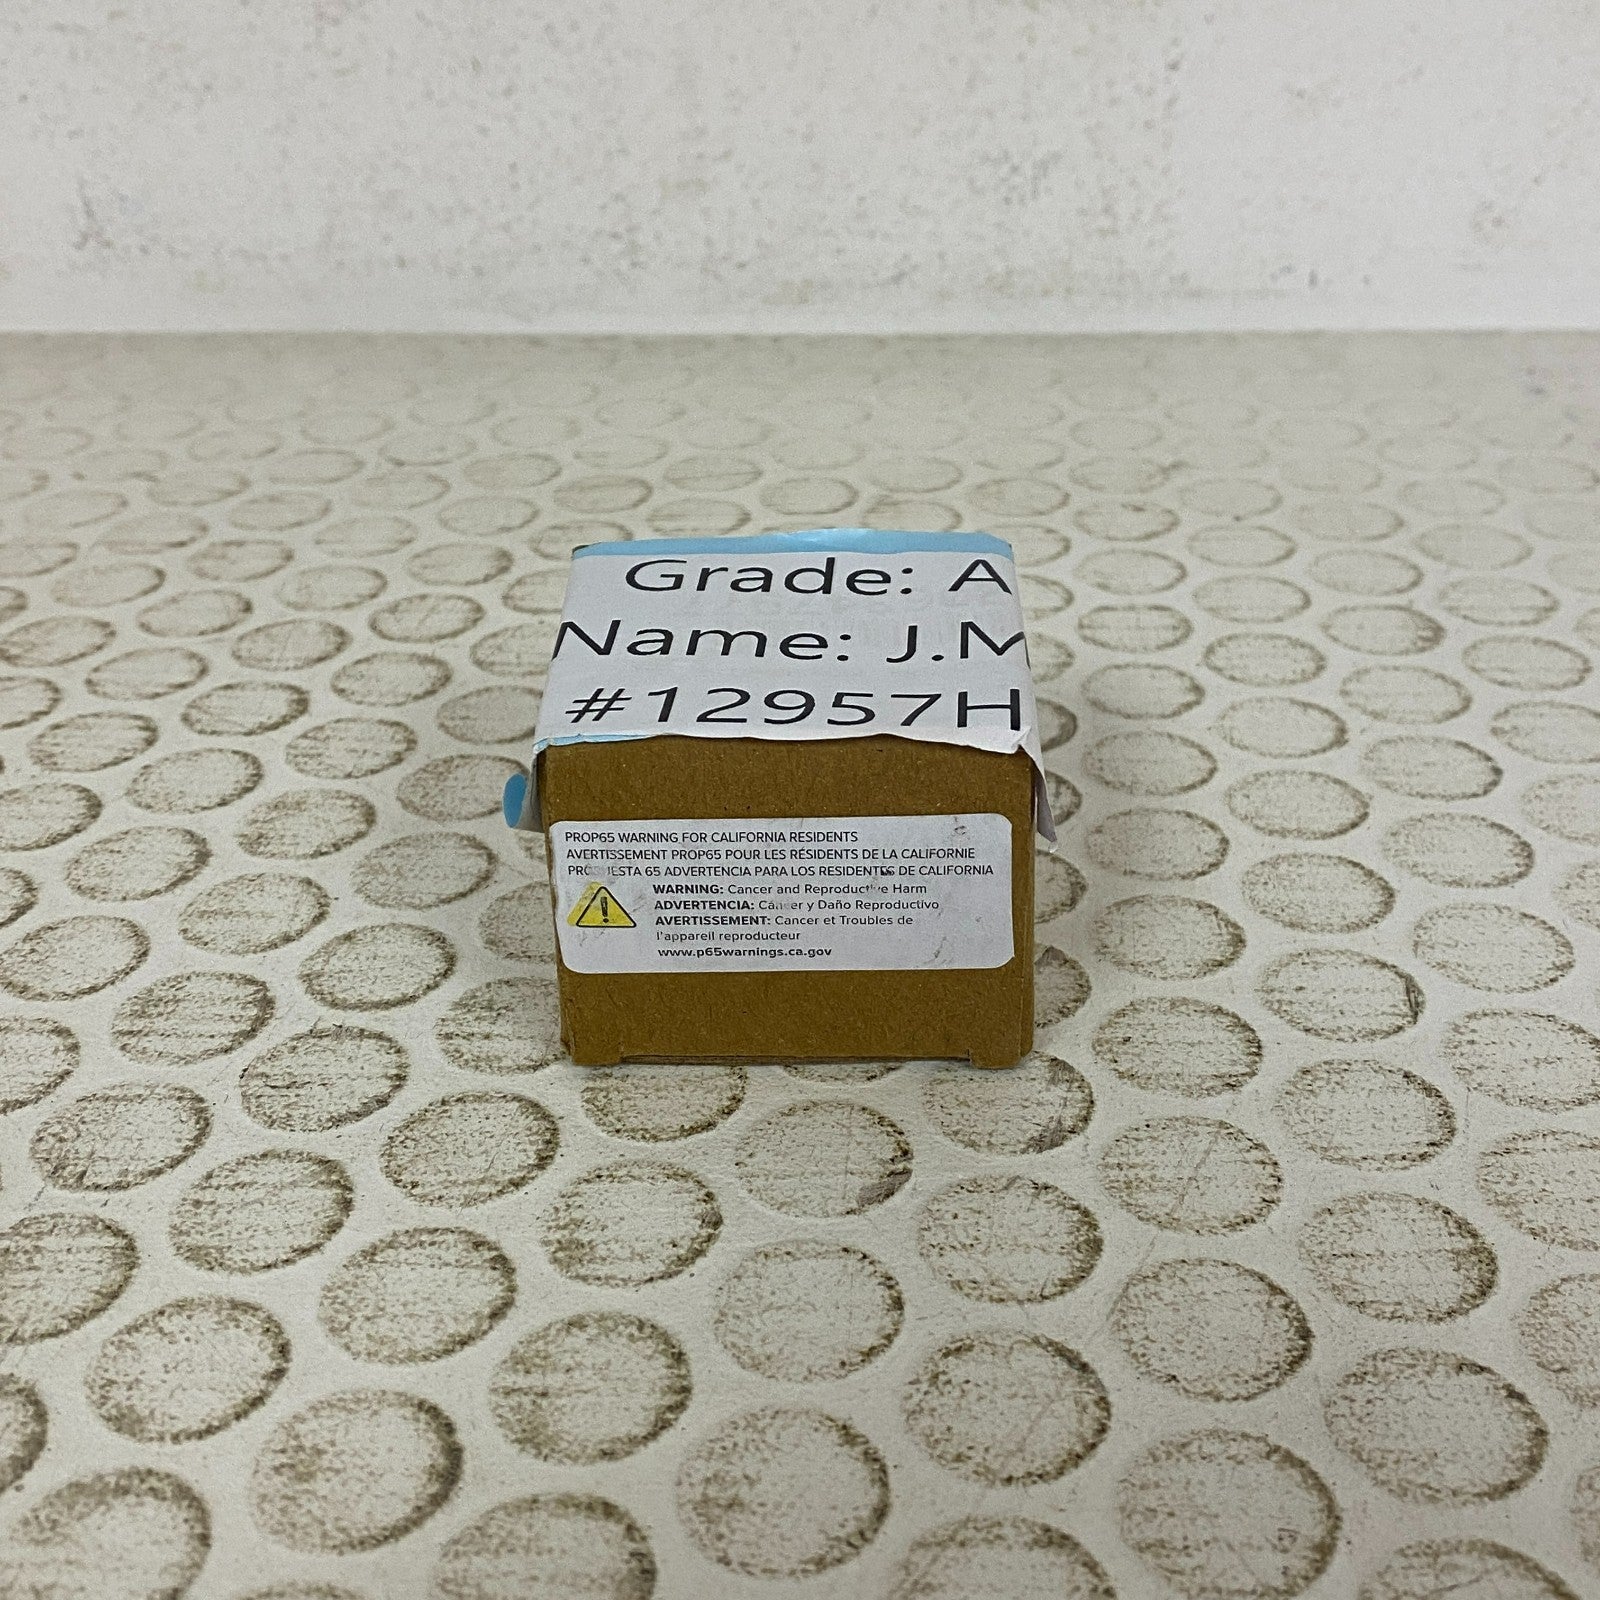 Grade: A
Name: J.M
#12957H
PROP65 WARNING FOR CALIFORNIA RESIDENTS
AVERTISSEMENT PROP65 POUR LES RÉSIDENTS DE LA CALIFORNIE
65 ADVERTENCIA PARA LOS RESIDENTES DE CALIFORNIA
WARNING: Cancer and Reproductive Harm
ADVERTENCIA: Cáncer y Daño Reproductivo
AVERTISSEMENT: Cancer et Troubles de
l'appareil reproducteur
www.p65warnings.ca.gov